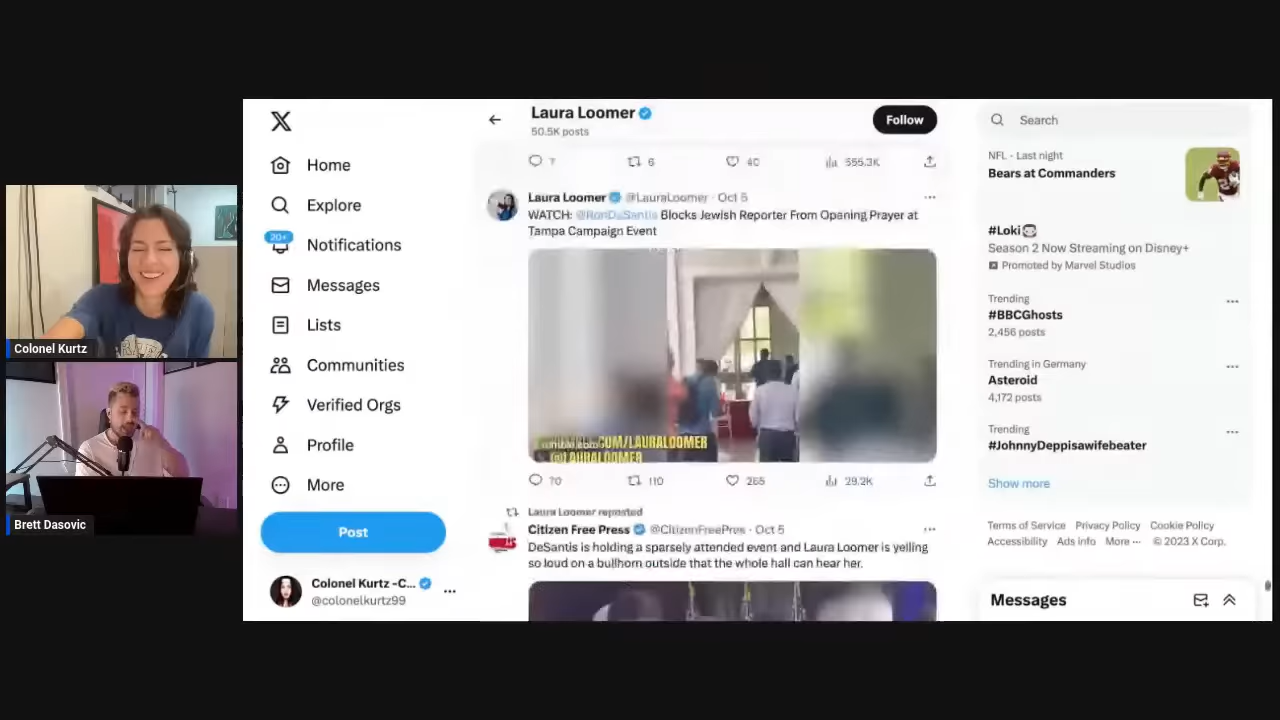 Colonel Kurtz
Brett Dasovic
Home
Explore
20+
Notifications
Messages
Lists
Communities
Verified Orgs
Profile
More
Post
Colonel Kurtz -C...
@colonelkurtz99
Laura Loomer
50.5K posts
Follow
7 6 40 555.3K
Laura Loomer @LauraLoomer · Oct 5
WATCH: @RonDeSantis Blocks Jewish Reporter From Opening Prayer at
Tampa Campaign Event
.COM/LAURALOOMER
@LAURALOOMER
70 110 265 29.2K
Laura Loomer reposted
Citizen Free Press @CitizenFreePres · Oct 5
DeSantis is holding a sparsely attended event and Laura Loomer is yelling
so loud on a bullhorn outside that the whole hall can hear her.
Search
NFL · Last night
Bears at Commanders
#Loki
Season 2 Now Streaming on Disney+
Promoted by Marvel Studios
Trending
#BBCGhosts
2,456 posts
Trending in Germany
Asteroid
4,172 posts
Trending
#JohnnyDeppisawifebeater
Show more
Terms of Service Privacy Policy Cookie Policy
Accessibility Ads info More ··· © 2023 X Corp.
Messages